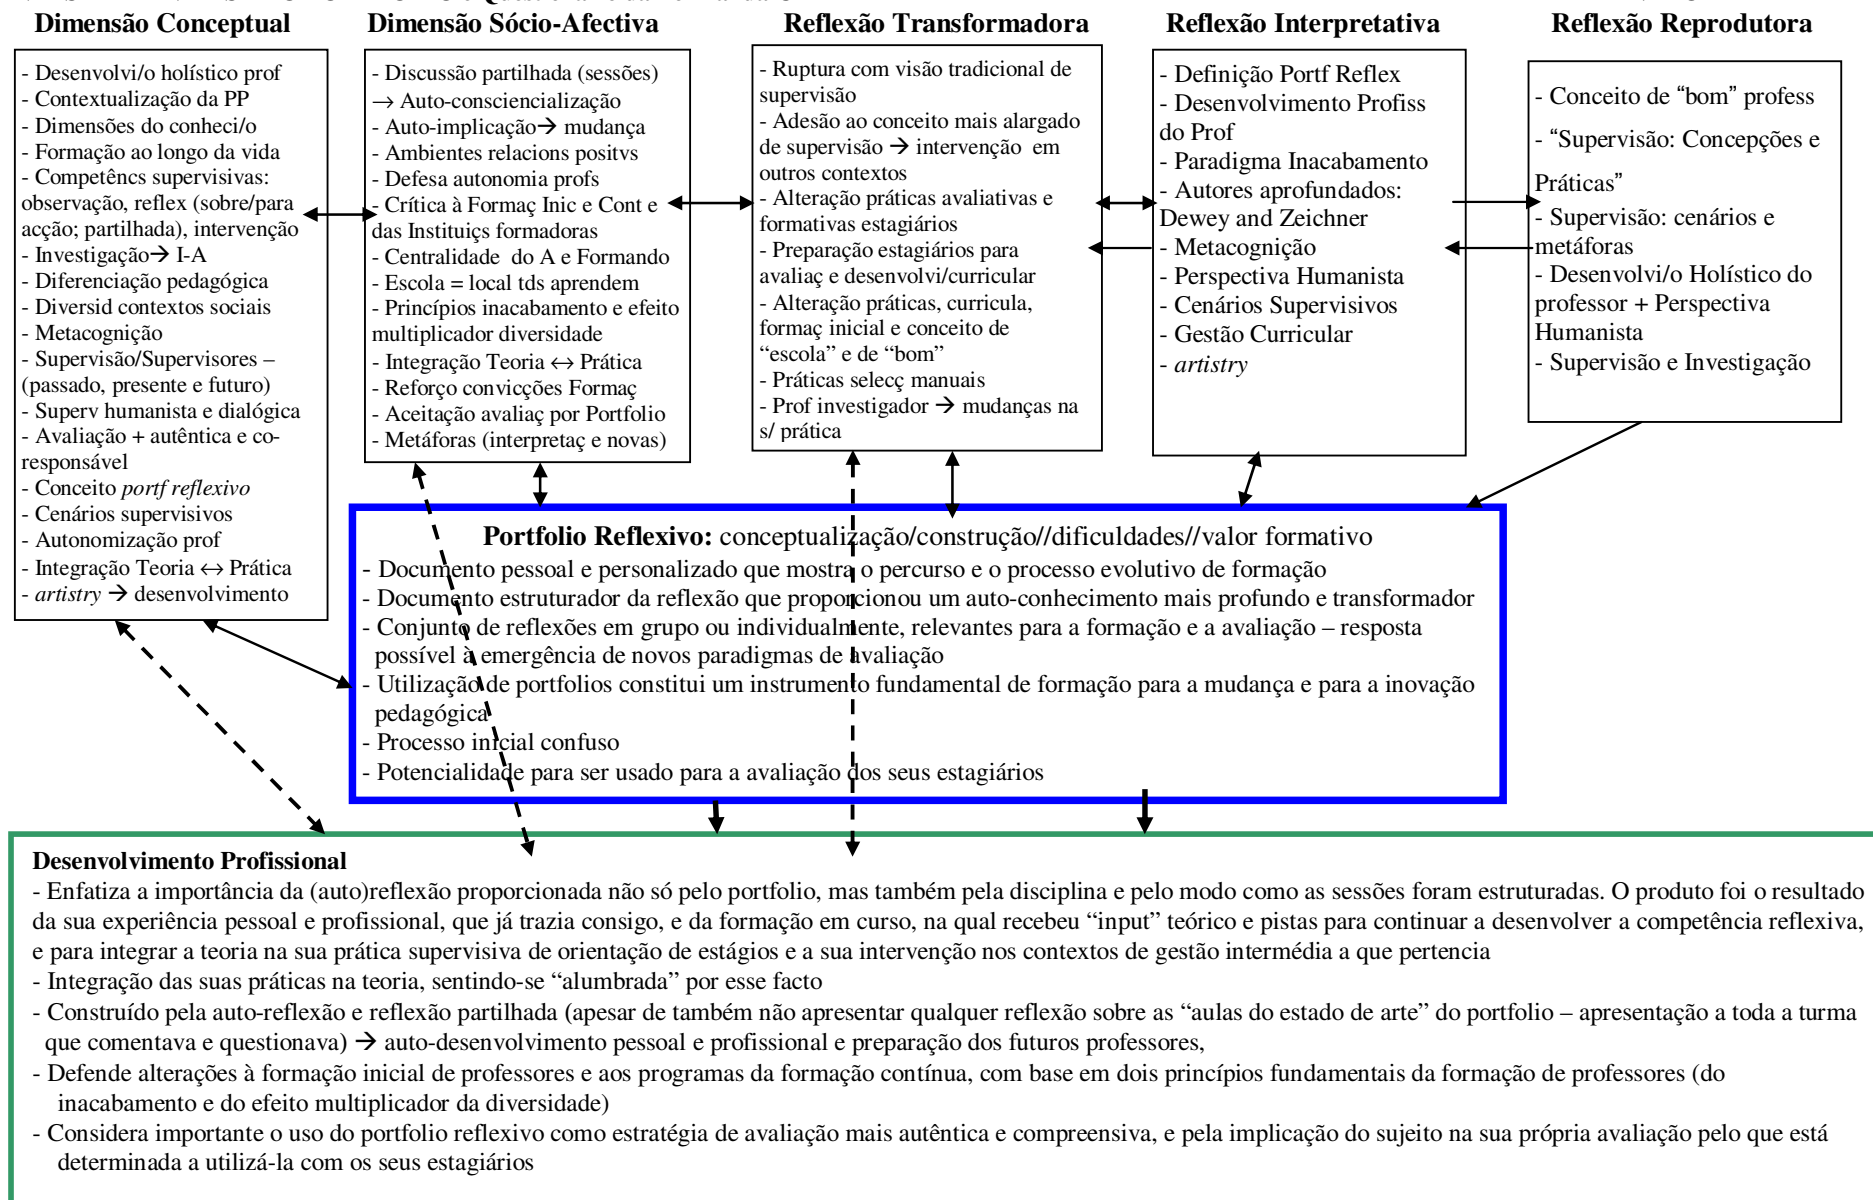 Dimensão Conceptual
- Desenvolvi/o holístico prof
- Contextualização da PP
- Dimensões do conheci/o
- Formação ao longo da vida
- Competêncs supervisivas:
observação, reflex (sobre/para
acção; partilhada), intervenção
- Investigação→ I-A
- Diferenciação pedagógica
- Diversid contextos sociais
- Metacognição
- Supervisão/Supervisores –
(passado, presente e futuro)
- Superv humanista e dialógica
- Avaliação + autêntica e co-
responsável
- Conceito portf reflexivo
- Cenários supervisivos
- Autonomização prof
- Integração Teoria ↔ Prática
- artistry → desenvolvimento
Dimensão Sócio-Afectiva
- Discussão partilhada (sessões)
→ Auto-consciencialização
- Auto-implicação→ mudança
- Ambientes relacions positvs
- Defesa autonomia profs
- Crítica à Formaç Inic e Cont e
das Instituiçs formadoras
- Centralidade do A e Formando
- Escola = local tds aprendem
- Princípios inacabamento e efeito
multiplicador diversidade
- Integração Teoria ↔ Prática
- Reforço convicções Formaç
- Aceitação avaliaç por Portfolio
- Metáforas (interpretaç e novas)
Reflexão Transformadora
- Ruptura com visão tradicional de
supervisão
- Adesão ao conceito mais alargado
de supervisão → intervenção em
outros contextos
- Alteração práticas avaliativas e
formativas estagiários
- Preparação estagiários para
avaliaç e desenvolvi/curricular
- Alteração práticas, curricula,
formaç inicial e conceito de
“escola” e de “bom”
- Práticas selecç manuais
- Prof investigador → mudanças na
s/ prática
Reflexão Interpretativa
- Definição Portf Reflex
- Desenvolvimento Profiss
do Prof
- Paradigma Inacabamento
- Autores aprofundados:
Dewey and Zeichner
- Metacognição
- Perspectiva Humanista
- Cenários Supervisivos
- Gestão Curricular
- artistry
Reflexão Reprodutora
- Conceito de “bom” profess
- “Supervisão: Concepções e
Práticas”
- Supervisão: cenários e
metáforas
- Desenvolvi/o Holístico do
professor + Perspectiva
Humanista
- Supervisão e Investigação
Portfolio Reflexivo: conceptualização/construção//dificuldades//valor formativo
- Documento pessoal e personalizado que mostra o percurso e o processo evolutivo de formação
- Documento estruturador da reflexão que proporcionou um auto-conhecimento mais profundo e transformador
- Conjunto de reflexões em grupo ou individualmente, relevantes para a formação e a avaliação – resposta
possível à emergência de novos paradigmas de avaliação
- Utilização de portfolios constitui um instrumento fundamental de formação para a mudança e para a inovação
pedagógica
- Processo inicial confuso
- Potencialidade para ser usado para a avaliação dos seus estagiários
Desenvolvimento Profissional
- Enfatiza a importância da (auto)reflexão proporcionada não só pelo portfolio, mas também pela disciplina e pelo modo como as sessões foram estruturadas. O produto foi o resultado
da sua experiência pessoal e profissional, que já trazia consigo, e da formação em curso, na qual recebeu “input” teórico e pistas para continuar a desenvolver a competência reflexiva,
e para integrar a teoria na sua prática supervisiva de orientação de estágios e a sua intervenção nos contextos de gestão intermédia a que pertencia
- Integração das suas práticas na teoria, sentindo-se “alumbrada” por esse facto
- Construído pela auto-reflexão e reflexão partilhada (apesar de também não apresentar qualquer reflexão sobre as “aulas do estado de arte” do portfolio – apresentação a toda a turma
que comentava e questionava) → auto-desenvolvimento pessoal e profissional e preparação dos futuros professores,
- Defende alterações à formação inicial de professores e aos programas da formação contínua, com base em dois princípios fundamentais da formação de professores (do
inacabamento e do efeito multiplicador da diversidade)
- Considera importante o uso do portfolio reflexivo como estratégia de avaliação mais autêntica e compreensiva, e pela implicação do sujeito na sua própria avaliação pelo que está
determinada a utilizá-la com os seus estagiários